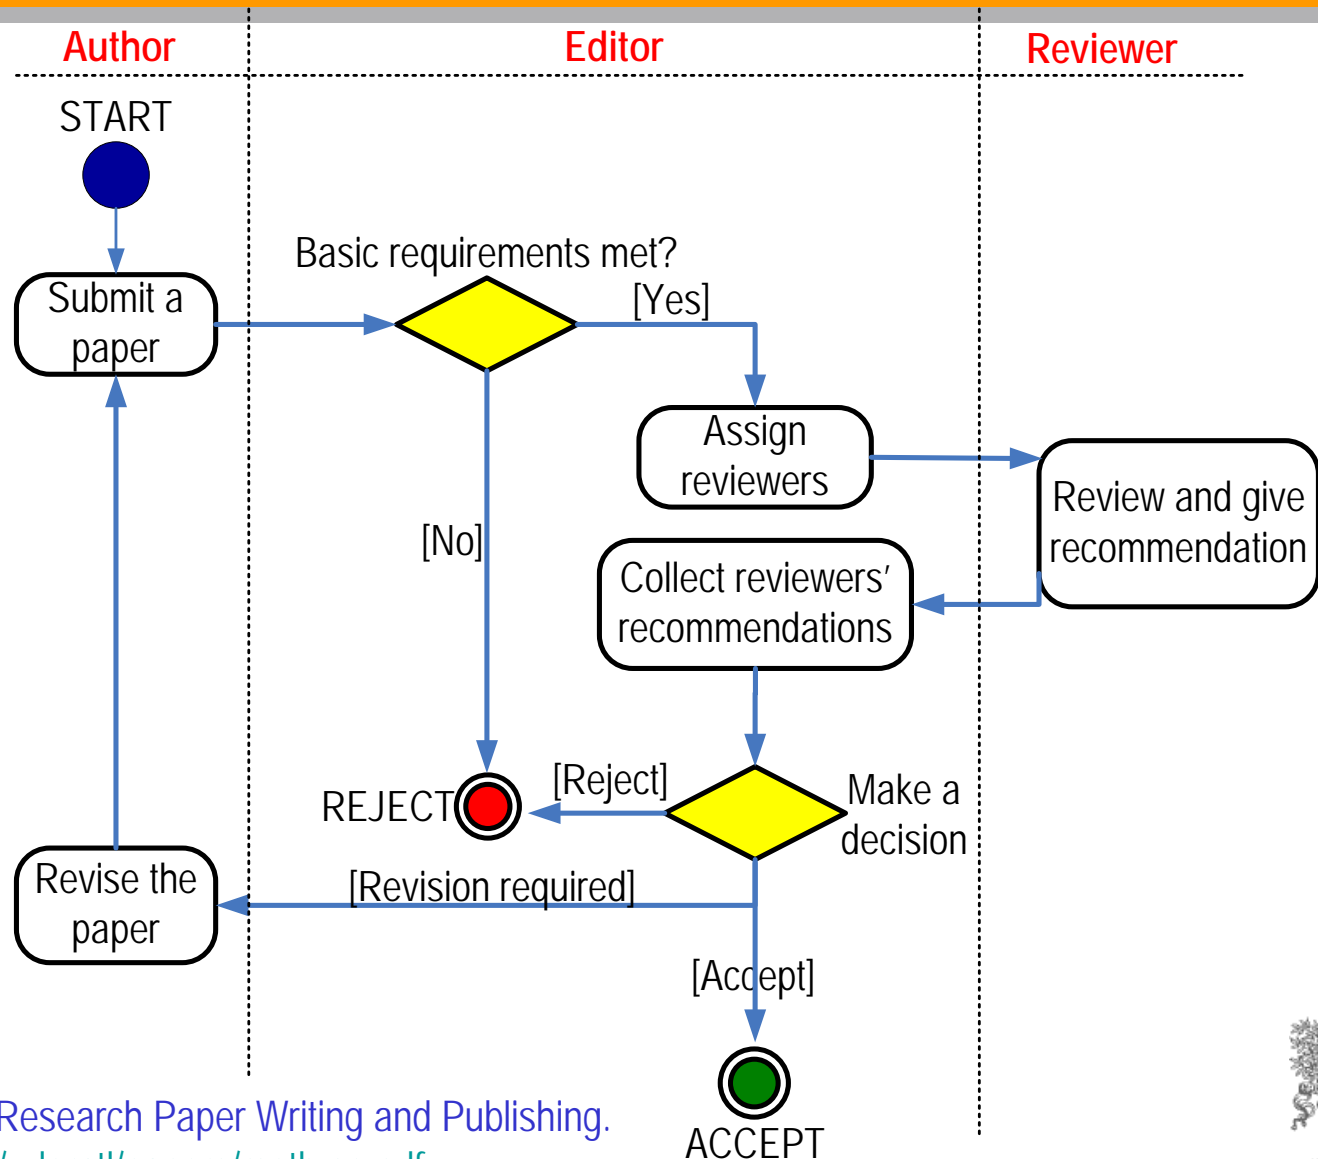 Author
Editor
Reviewer
START
Basic requirements met?
[Yes]
Submit a
paper
Assign
reviewers
Review and give
recommendation
[No]
Collect reviewers’
recommendations
[Reject]
Make a
decision
REJECT
Revise the
paper
[Revision required]
[Accept]
ACCEPT
Research Paper Writing and Publishing.